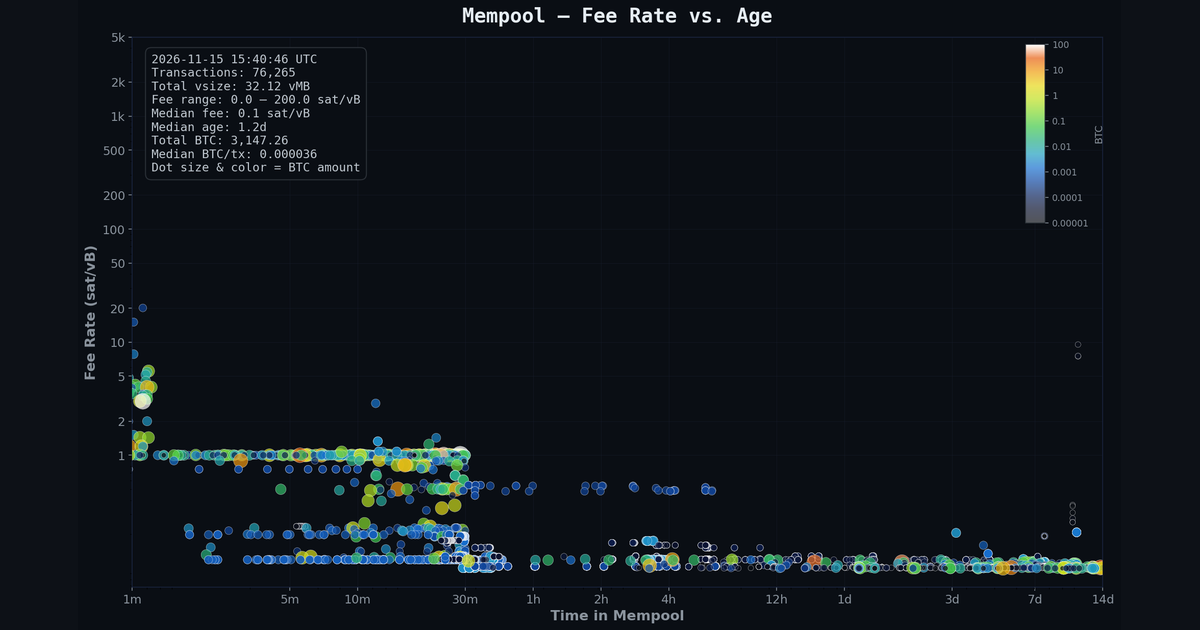 Mempool — Fee Rate vs. Age
2026-11-15 15:40:46 UTC
Transactions: 76,265
Total vsize: 32.12 vMB
Fee range: 0.0 — 200.0 sat/vB
Median fee: 0.1 sat/vB
Median age: 1.2d
Total BTC: 3,147.26
Median BTC/tx: 0.000036
Dot size & color = BTC amount
100
10
1
0.1
0.01
0.001
0.0001
0.00001
BTC
Fee Rate (sat/vB)
5k
2k
1k
500
200
100
50
20
10
5
2
1
1m
5m
10m
30m
1h
2h
4h
12h
1d
3d
7d
14d
Time in Mempool